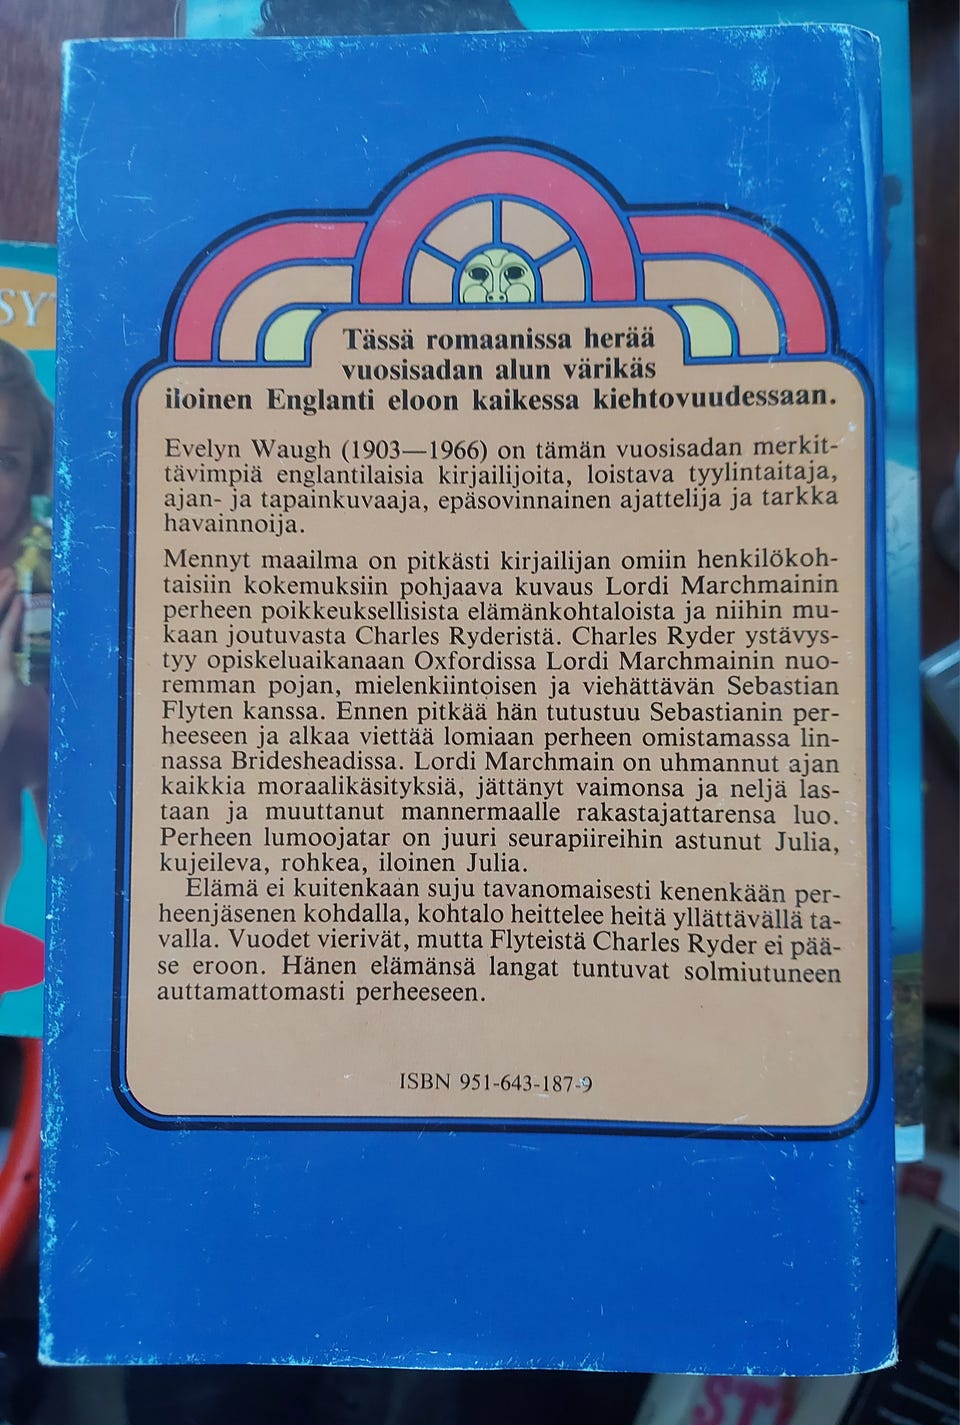 SY
Tässä romaanissa herää
vuosisadan alun värikäs
iloinen Englanti eloon kaikessa kiehtovuudessaan.
Evelyn Waugh (1903—1966) on tämän vuosisadan merkit-
tävimpiä englantilaisia kirjailijoita, loistava tyylintaitaja,
ajan- ja tapainkuvaaja, epäsovinnainen ajattelija ja tarkka
havainnoija.
Mennyt maailma on pitkästi kirjailijan omiin henkilökoh-
taisiin kokemuksiin pohjaava kuvaus Lordi Marchmainin
perheen poikkeuksellisista elämänkohtaloista ja niihin mu-
kaan joutuvasta Charles Ryderistä. Charles Ryder ystävys-
tyy opiskeluaikanaan Oxfordissa Lordi Marchmainin nuo-
remman pojan, mielenkiintoisen ja viehättävän Sebastian
Flyten kanssa. Ennen pitkää hän tutustuu Sebastianin per-
heeseen ja alkaa viettää lomiaan perheen omistamassa lin-
nassa Bridesheadissa. Lordi Marchmain on uhmannut ajan
kaikkia moraalikäsityksiä, jättänyt vaimonsa ja neljä las-
taan ja muuttanut mannermaalle rakastajattarensa luo.
Perheen lumoojatar on juuri seurapiireihin astunut Julia,
kujeileva, rohkea, iloinen Julia.
Elämä ei kuitenkaan suju tavanomaisesti kenenkään per-
heenjäsenen kohdalla, kohtalo heittelee heitä yllättävällä ta-
valla. Vuodet vierivät, mutta Flyteistä Charles Ryder ei pää-
se eroon. Hänen elämänsä langat tuntuvat solmiutuneen
auttamattomasti perheeseen.
ISBN 951-643-187-9